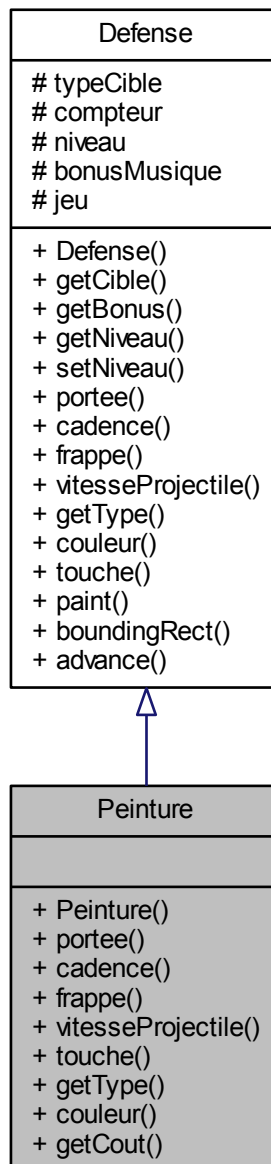 Defense
# typeCible
# compteur
# niveau
# bonusMusique
# jeu
+ Defense()
+ getCible()
+ getBonus()
+ getNiveau()
+ setNiveau()
+ portee()
+ cadence()
+ frappe()
+ vitesseProjectile()
+ getType()
+ couleur()
+ touche()
+ paint()
+ boundingRect()
+ advance()
Peinture
+ Peinture()
+ portee()
+ cadence()
+ frappe()
+ vitesseProjectile()
+ touche()
+ getType()
+ couleur()
+ getCout()